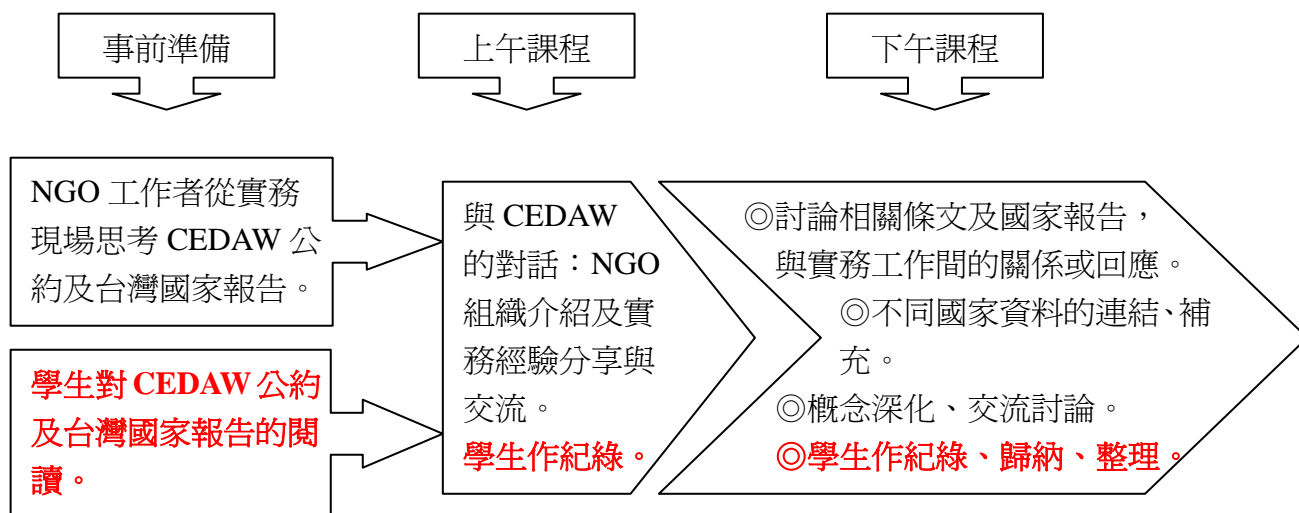 事前準備
上午課程
下午課程
NGO 工作者從實務
現場思考 CEDAW 公
約及台灣國家報告。
學生對 CEDAW 公約
及台灣國家報告的閱
讀。
與 CEDAW
的對話：NGO
組織介紹及實
務經驗分享與
交流。
學生作紀綠。
◎討論相關條文及國家報告，
與實務工作間的關係或回應。
◎不同國家資料的連結、補
充。
◎概念深化、交流討論。
◎學生作紀綠、歸納、整理。